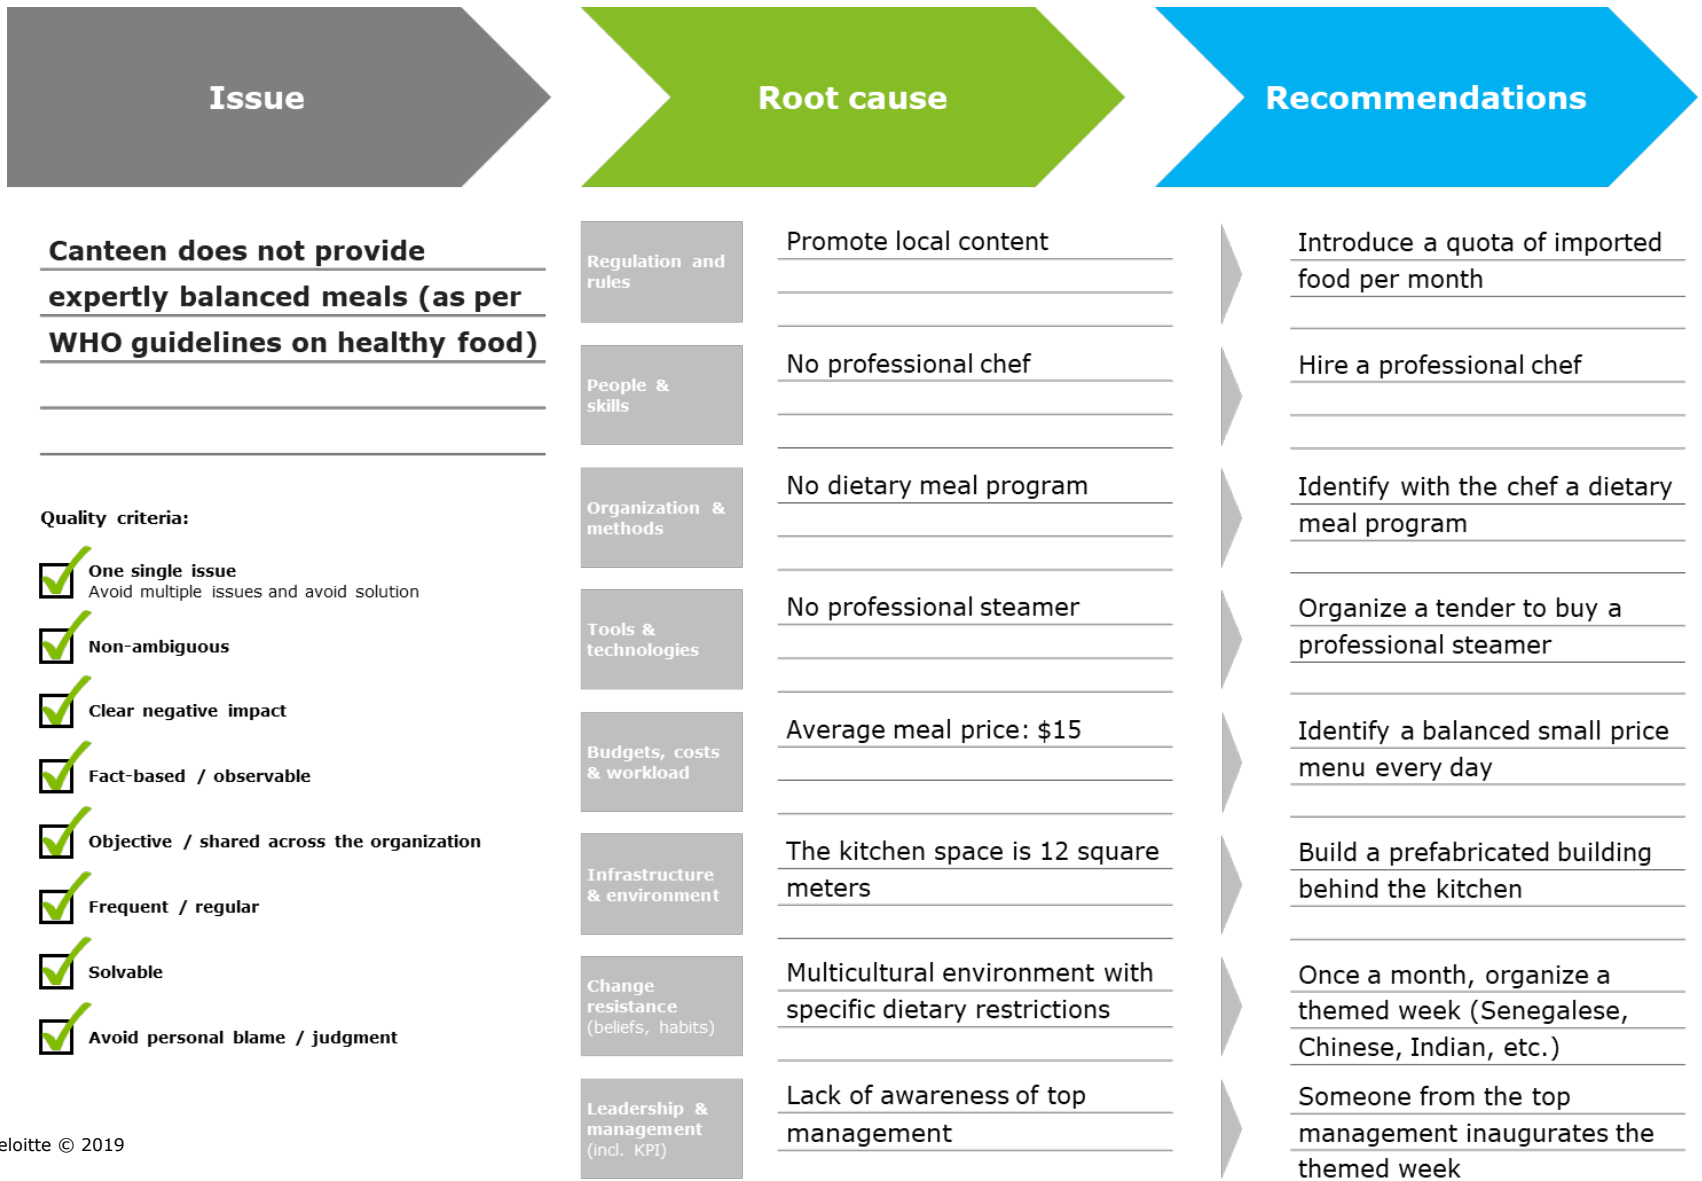 Issue
Root cause
Recommendations
Canteen does not provide
expertly balanced meals (as per
WHO guidelines on healthy food)
Quality criteria:
One single issue
Avoid multiple issues and avoid solution
Non-ambiguous
Clear negative impact
Fact-based / observable
Objective / shared across the organization
Frequent / regular
Solvable
Avoid personal blame / judgment
eloitte © 2019
Regulation and
rules
Promote local content
Introduce a quota of imported
food per month
People &
skills
No professional chef
Hire a professional chef
Organization &
methods
No dietary meal program
Identify with the chef a dietary
meal program
Tools &
technologies
No professional steamer
Organize a tender to buy a
professional steamer
Budgets, costs
& workload
Average meal price: $15
Identify a balanced small price
menu every day
Infrastructure
& environment
The kitchen space is 12 square
meters
Build a prefabricated building
behind the kitchen
Change
resistance
(beliefs, habits)
Multicultural environment with
specific dietary restrictions
Once a month, organize a
themed week (Senegalese,
Chinese, Indian, etc.)
Leadership &
management
(incl. KPI)
Lack of awareness of top
management
Someone from the top
management inaugurates the
themed week